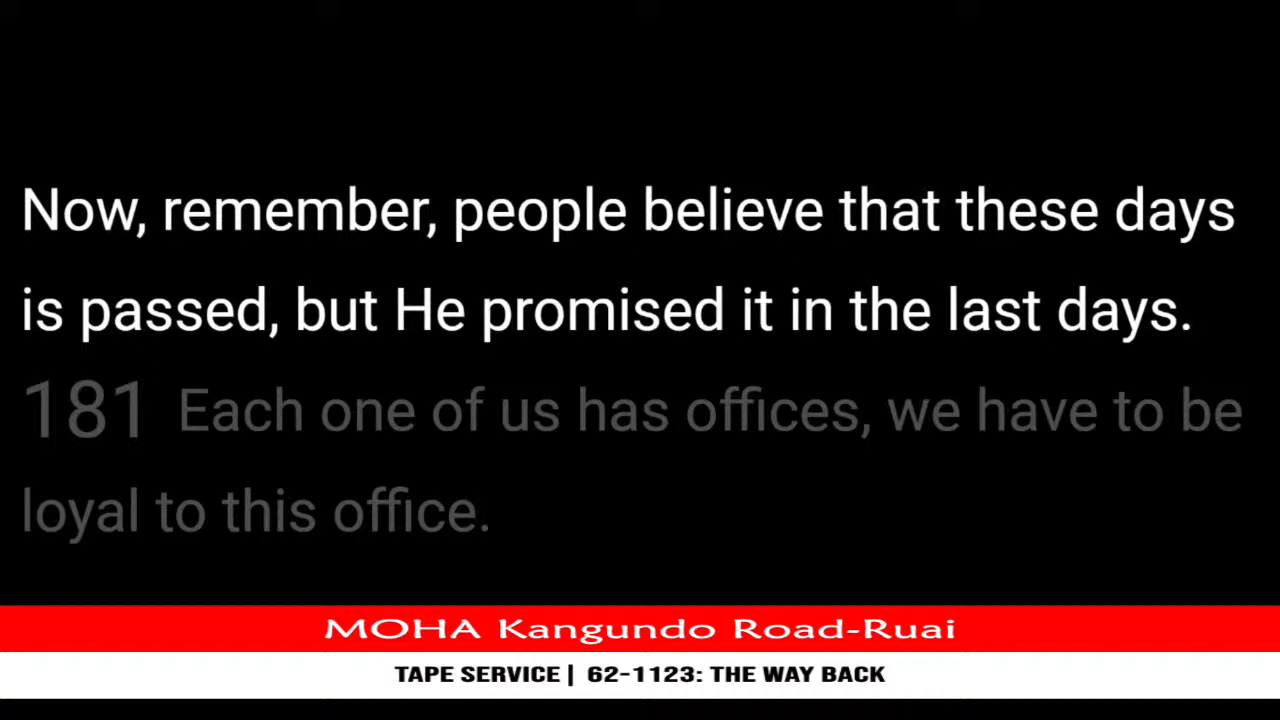 Now, remember, people believe that these days
is passed, but He promised it in the last days.
181 Each one of us has offices, we have to be
loyal to this office.
MOHA Kangundo Road-Ruai
TAPE SERVICE | 62-1123: THE WAY BACK